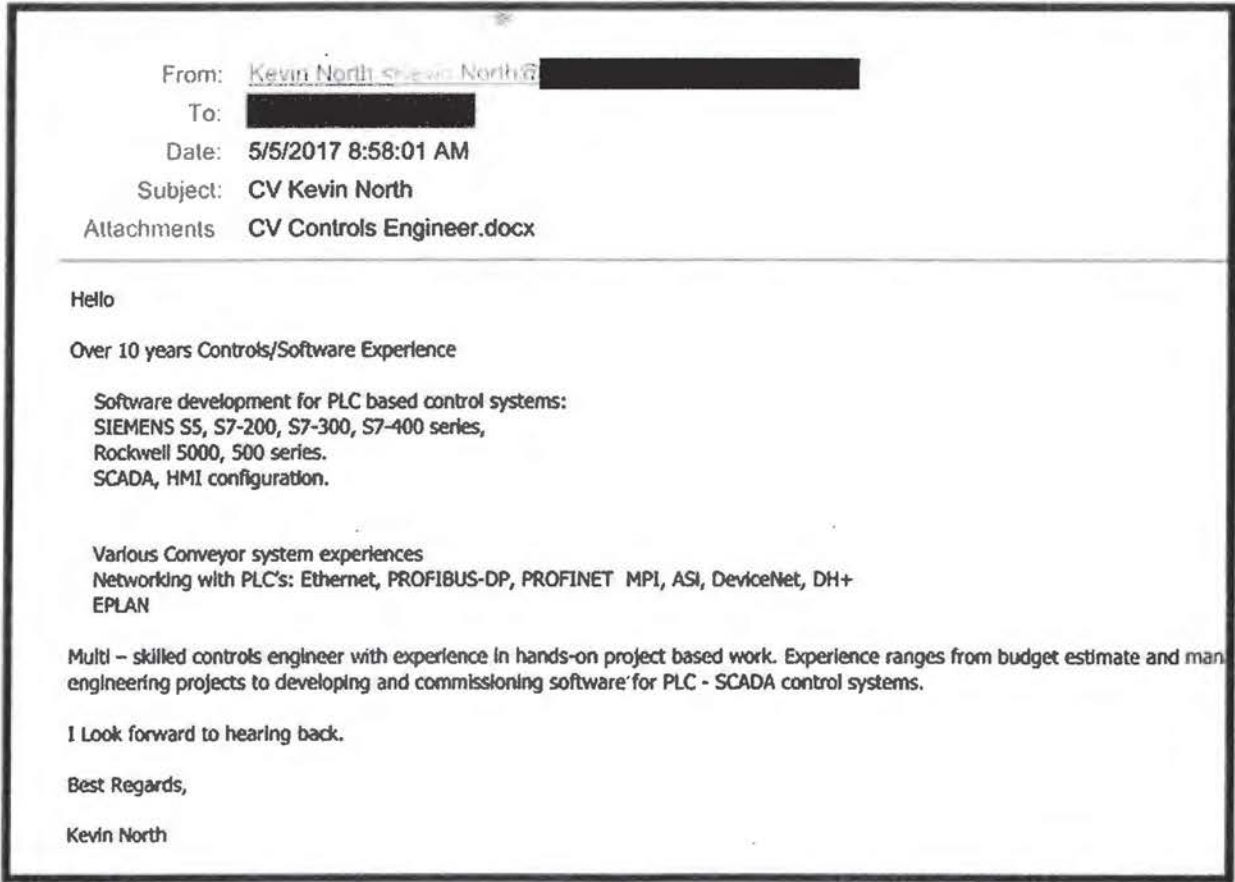 From: Kevin North North@
To:
Date: 5/5/2017 8:58:01 AM
Subject: CV Kevin North
Attachments CV Controls Engineer.docx
Hello
Over 10 years Controls/Software Experience
Software development for PLC based control systems:
SIEMENS S5, S7-200, S7-300, S7-400 series,
Rockwell 5000, 500 series.
SCADA, HMI configuration.
Various Conveyor system experiences
Networking with PLC's: Ethernet, PROFIBUS-DP, PROFINET MPI, ASI, DeviceNet, DH+
EPLAN
Multi – skilled controls engineer with experience in hands-on project based work. Experience ranges from budget estimate and man
engineering projects to developing and commissioning software for PLC - SCADA control systems.
I Look forward to hearing back.
Best Regards,
Kevin North